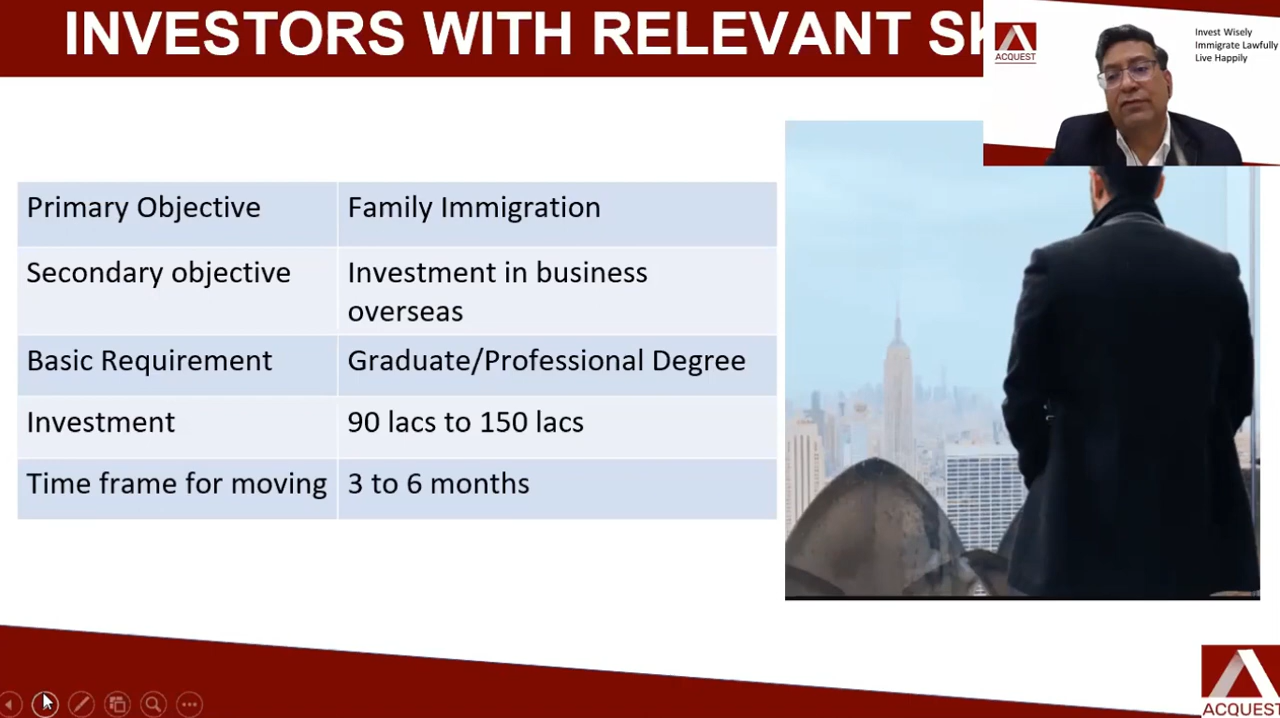 INVESTORS WITH RELEVANT
ACQUEST
Invest Wisely
Immigrate Lawfully
Live Happily
Primary Objective
Family Immigration
Secondary objective
Investment in business
overseas
Basic Requirement
Graduate/Professional Degree
Investment
90 lacs to 150 lacs
Time frame for moving
3 to 6 months
ACQUEST